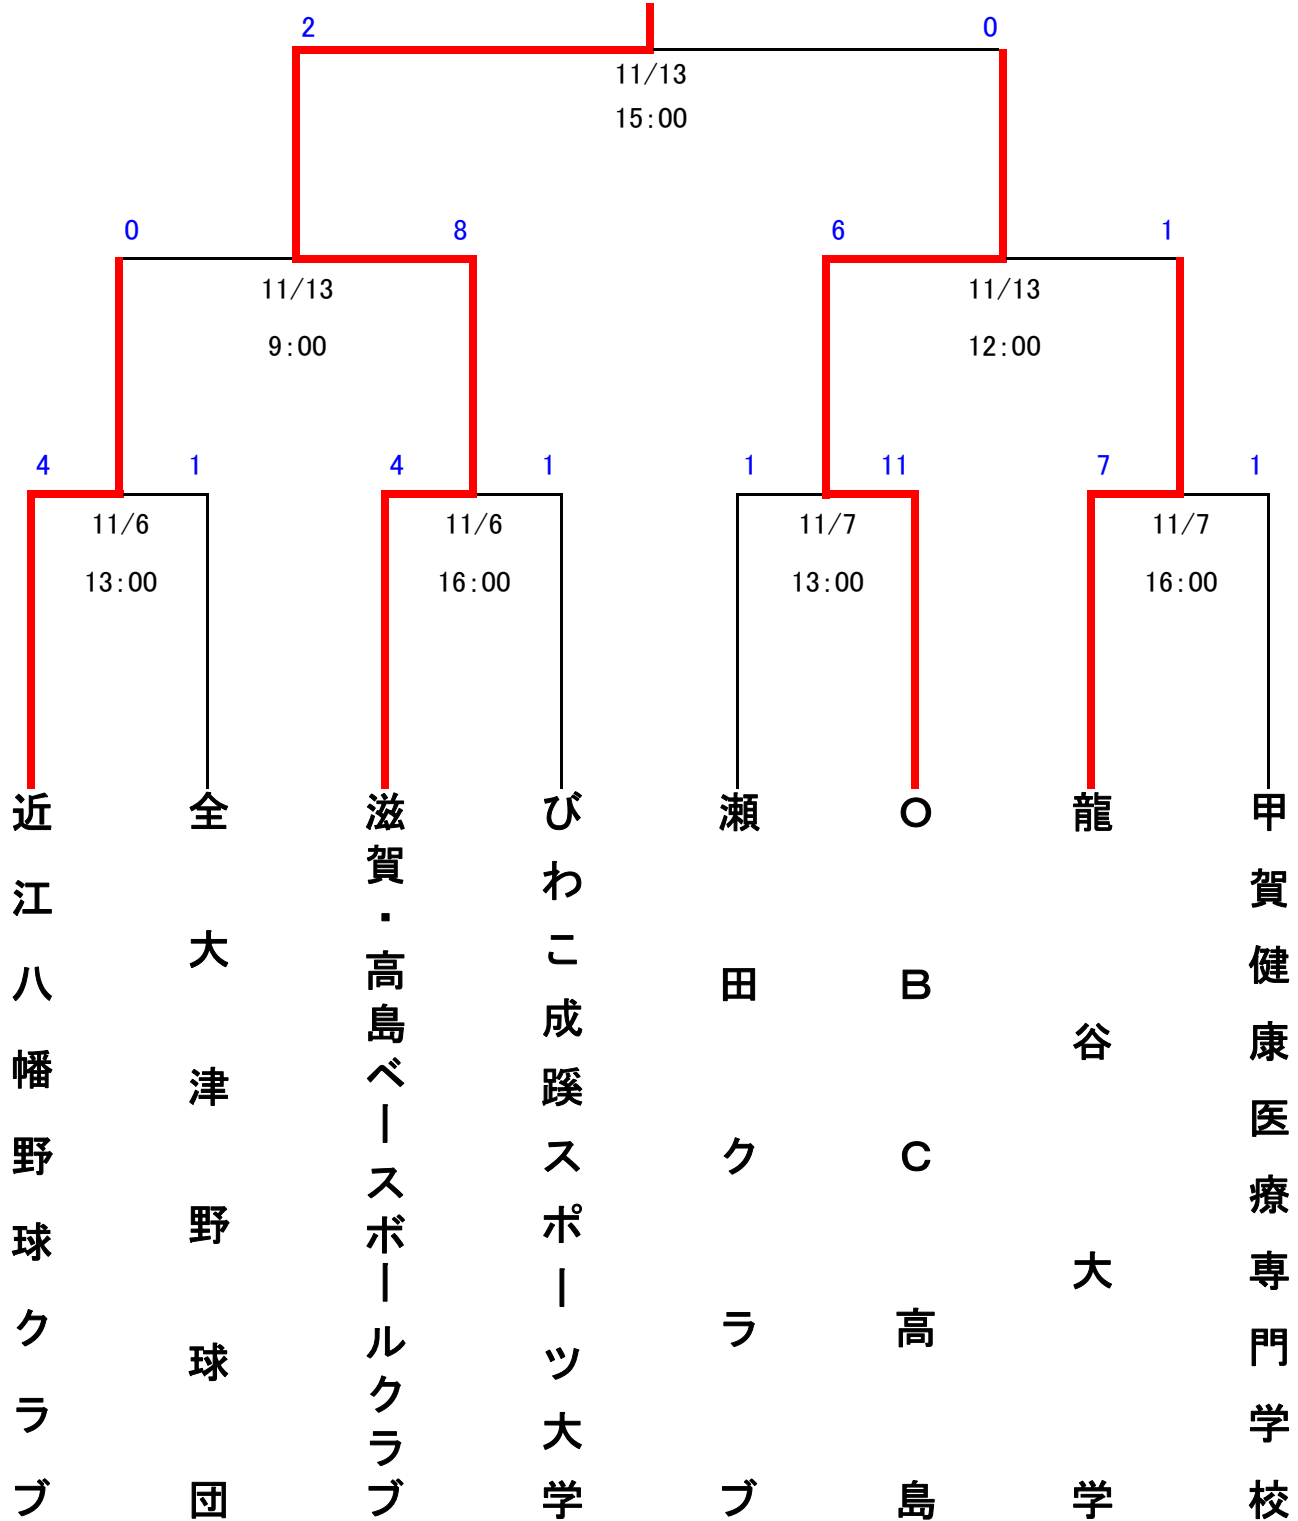 2 0
11/13
15:00
0 8 6 1
11/13 11/13
9:00 12:00
4 1 4 1 1 11 7 1
11/6 11/6 11/7 11/7
13:00 16:00 13:00 16:00
近江八幡野球クラブ
全大津野球団
滋賀・高島ベースボールクラブ
びわこ成蹊スポーツ大学
瀬田クラブ
OBC高島
龍谷大学
甲賀健康医療専門学校